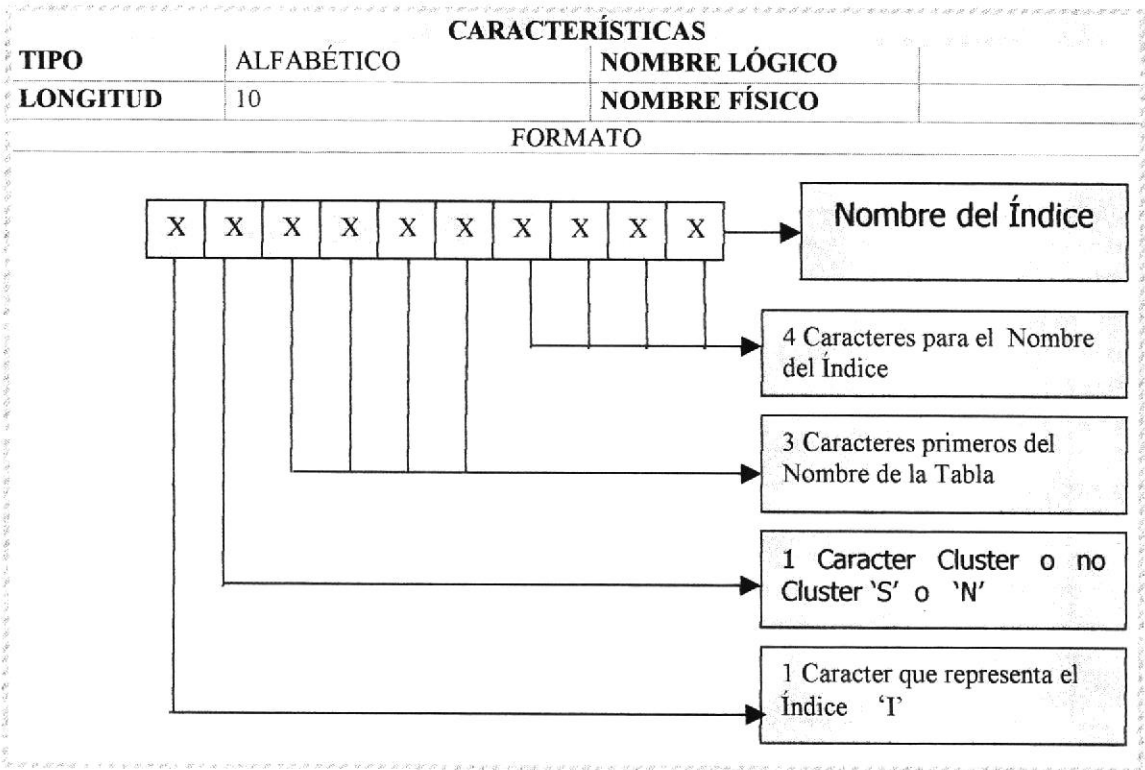 CARACTERÍSTICAS
TIPO ALFABÉTICO NOMBRE LÓGICO
LONGITUD 10 NOMBRE FÍSICO
FORMATO
X X X X X X X X X X
Nombre del Índice
4 Caracteres para el Nombre
del Índice
3 Caracteres primeros del
Nombre de la Tabla
1 Caracter Cluster o no
Cluster ‘S’ o ‘N’
1 Caracter que representa el
Índice ‘I’